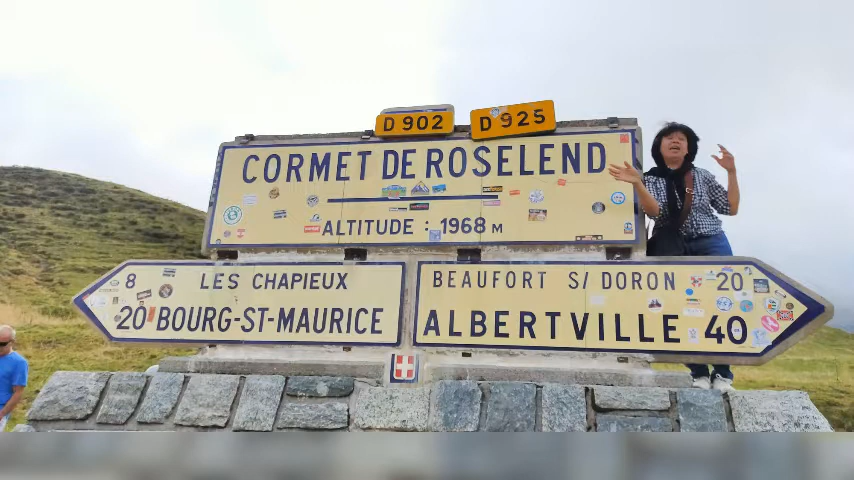 D 902
D 925
CORMET DE ROSELEND
ALTITUDE : 1968 M
8 LES CHAPIEUX
20 BOURG-ST-MAURICE
BEAUFORT S/ DORON 20
ALBERTVILLE 40